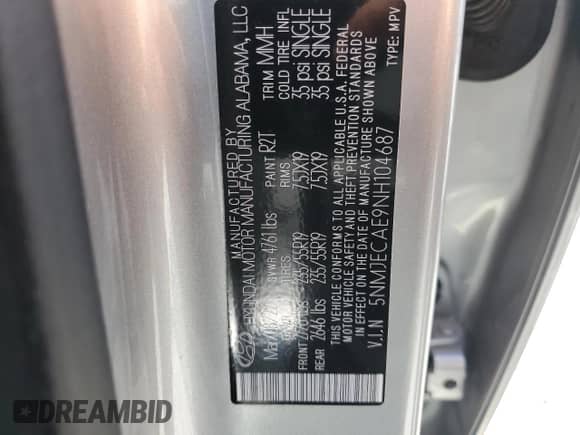 MANUFACTURED BY
HYUNDAI MOTOR MANUFACTURING ALABAMA, LLC
GVWR 4761 lbs PAINT R2T TRIM MMH
TIRES RIMS COLD TIRE INFL
FRONT 235/55R19 7.5JX19 35 psi SINGLE
REAR 2646 lbs 235/55R19 7.5JX19 35 psi SINGLE
THIS VEHICLE CONFORMS TO ALL APPLICABLE U.S.A. FEDERAL
MOTOR VEHICLE SAFETY AND THEFT PREVENTION STANDARDS
IN EFFECT ON THE DATE OF MANUFACTURE SHOWN ABOVE
V.I.N 5NMJECAE9NH104687 TYPE: MPV
DREAMBID